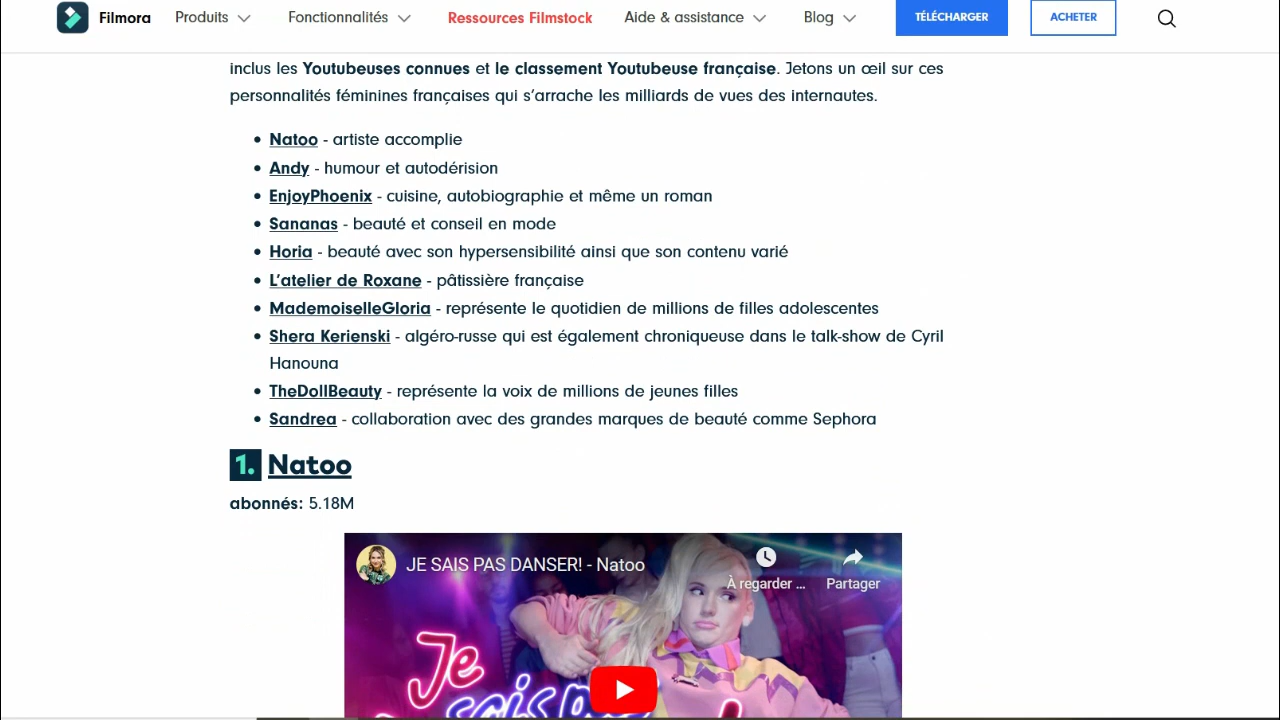 Filmora
Produits
Fonctionnalités
Ressources Filmstock
Aide & assistance
Blog
TÉLÉCHARGER
ACHETER
inclus les Youtubeuses connues et le classement Youtubeuse française. Jetons un œil sur ces
personnalités féminines françaises qui s’arrache les milliards de vues des internautes.
• Natoo - artiste accomplie
• Andy - humour et autodérision
• EnjoyPhoenix - cuisine, autobiographie et même un roman
• Sananas - beauté et conseil en mode
• Horia - beauté avec son hypersensibilité ainsi que son contenu varié
• L’atelier de Roxane - pâtissière française
• MademoiselleGloria - représente le quotidien de millions de filles adolescentes
• Shera Kerienski - algéro-russe qui est également chroniqueuse dans le talk-show de Cyril
Hanouna
• TheDollBeauty - représente la voix de millions de jeunes filles
• Sandrea - collaboration avec des grandes marques de beauté comme Sephora
1. Natoo
abonnés: 5.18M
JE SAIS PAS DANSER! - Natoo
À regarder ...
Partager
Je
sais pas